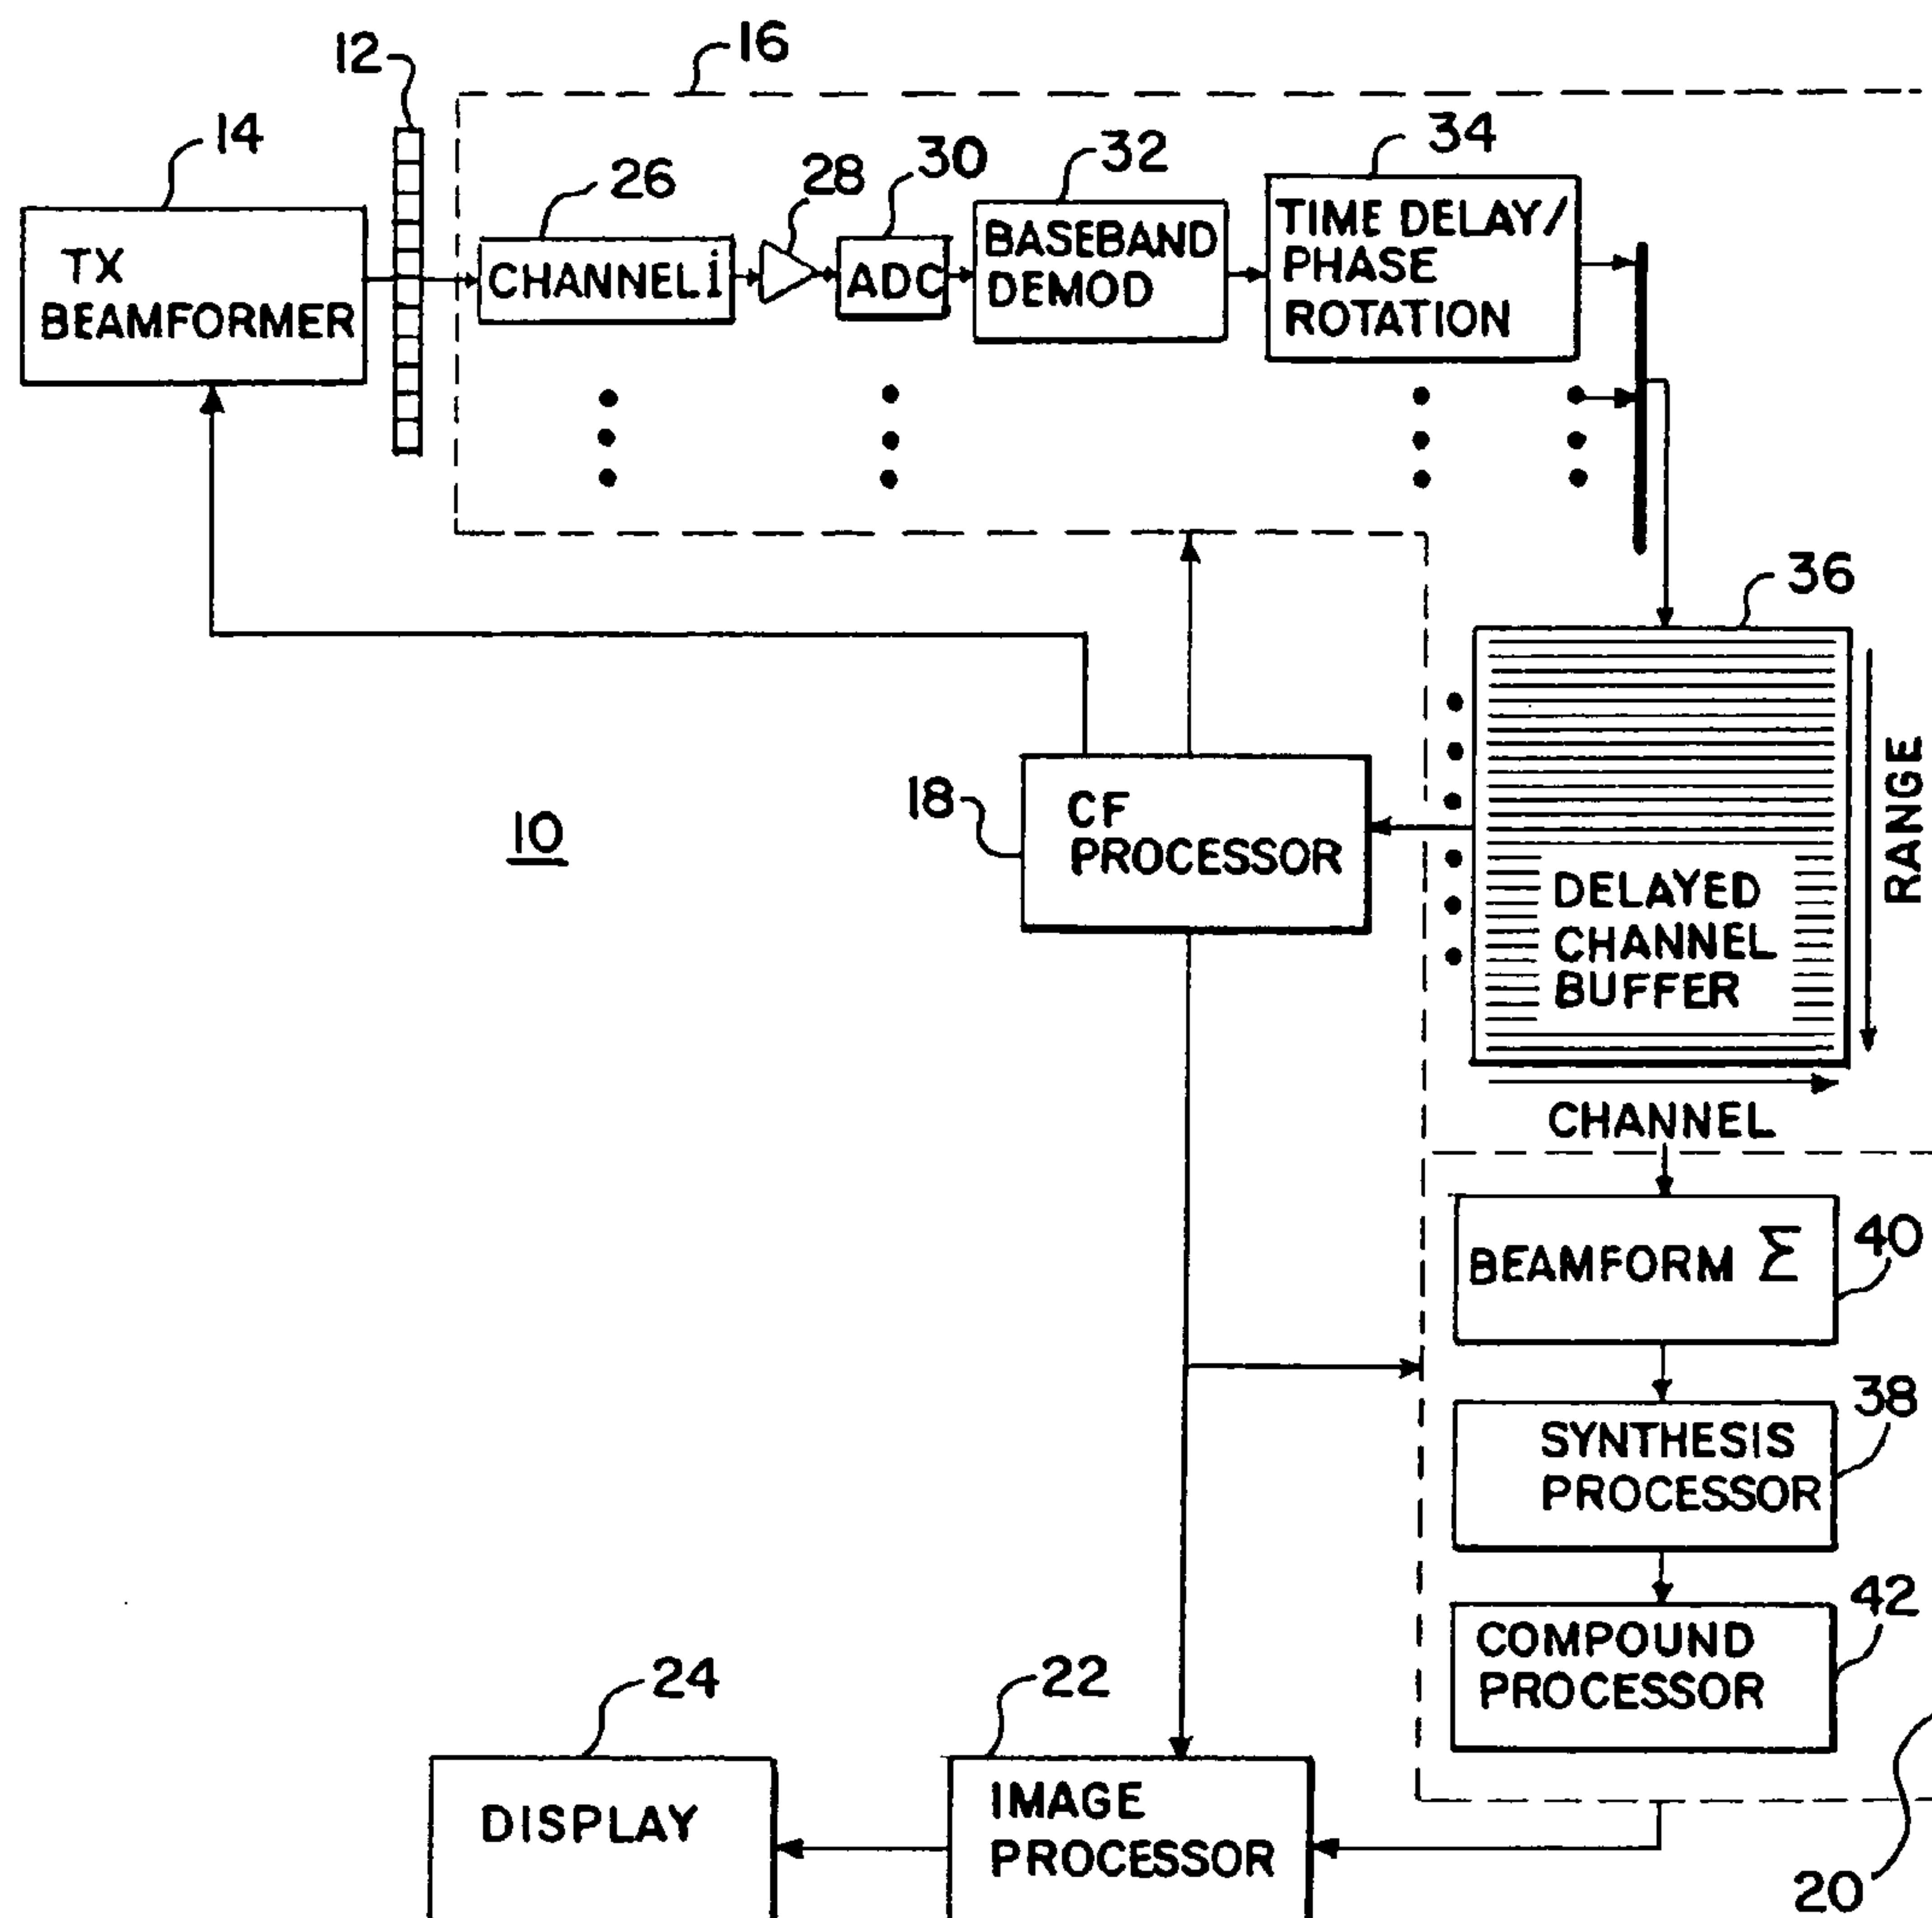 16
12
14
34
30
32
28
26
TX
BEAMFORMER
CHANNEL i
ADC
BASEBAND
DEMOD
TIME DELAY/
PHASE
ROTATION
36
18
CF
PROCESSOR
10
DELAYED
CHANNEL
BUFFER
RANGE
CHANNEL
BEAMFORM Σ
40
38
SYNTHESIS
PROCESSOR
42
COMPOUND
PROCESSOR
24
22
DISPLAY
IMAGE
PROCESSOR
20